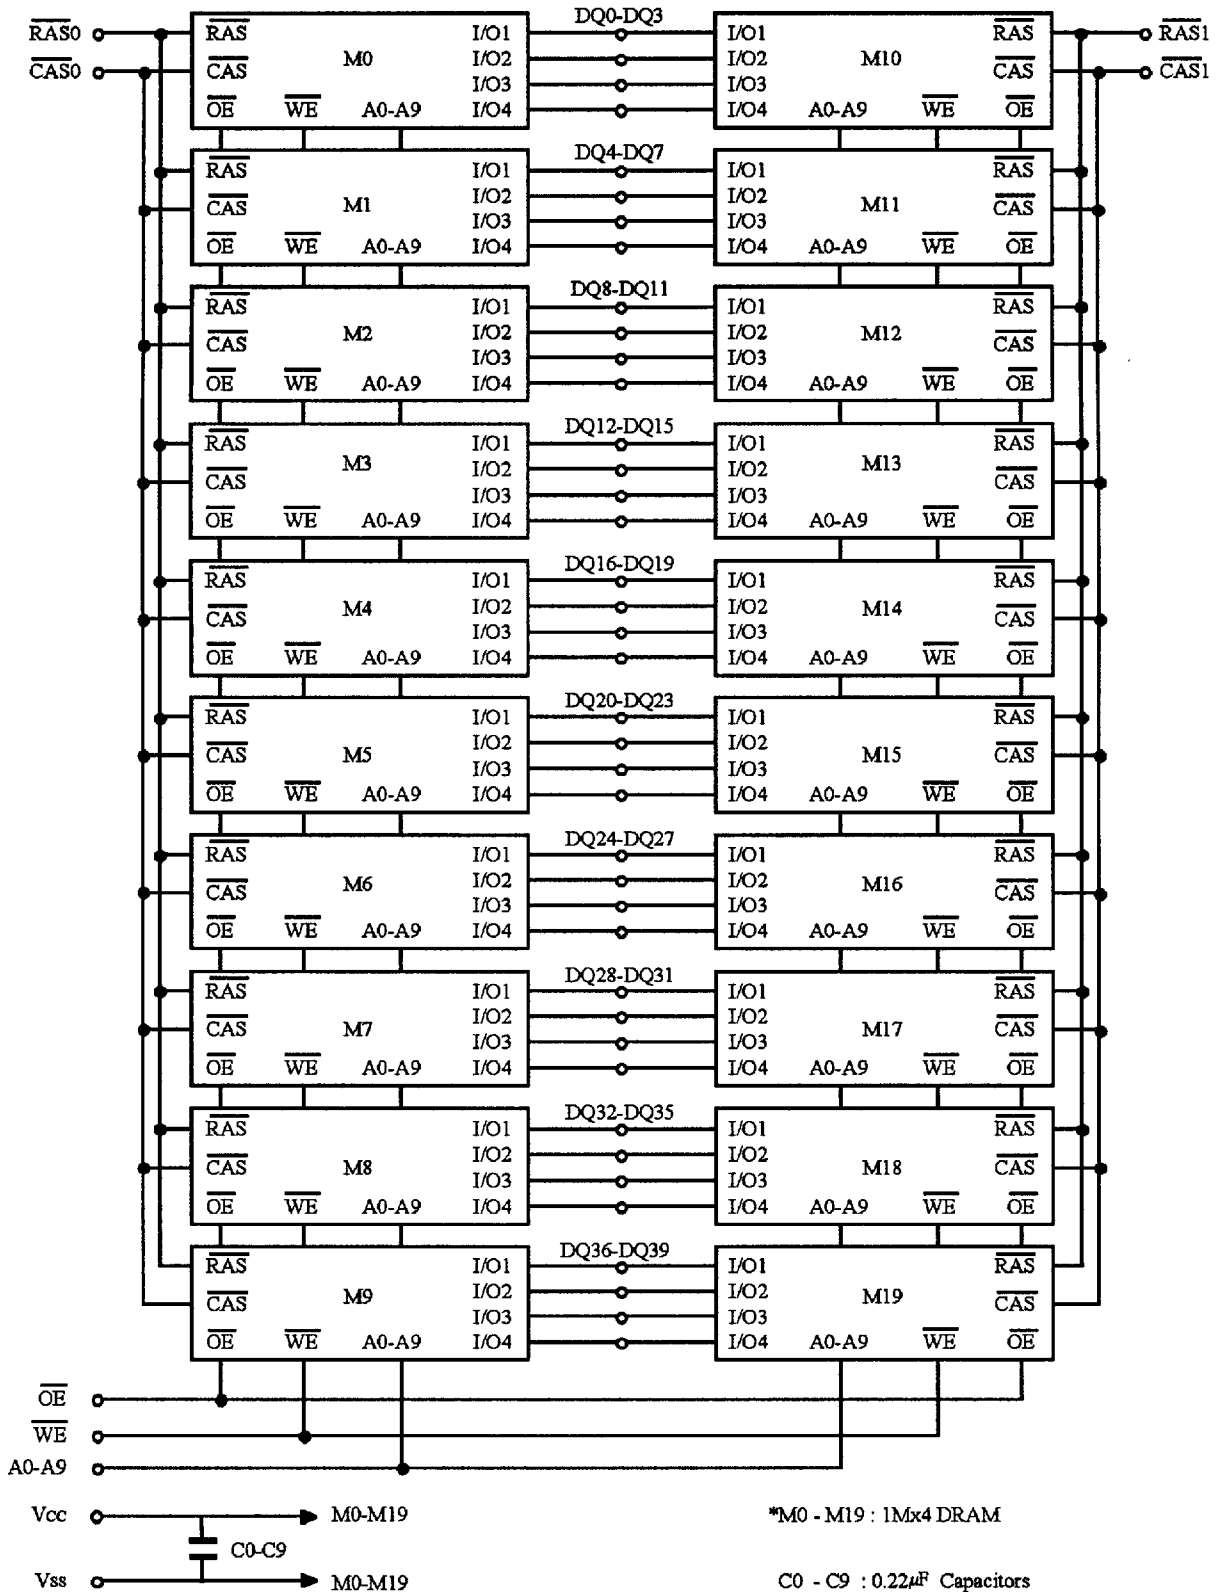 DQ0-DQ3
RAS0 RAS I/O1 I/O1 RAS RAS1
M0 I/O2 I/O2 M10
CAS0 CAS I/O3 I/O3 CAS CAS1
OE WE A0-A9 I/O4 I/O4 A0-A9 WE OE
DQ4-DQ7
RAS I/O1 I/O1 RAS
M1 I/O2 I/O2 M11
CAS I/O3 I/O3 CAS
OE WE A0-A9 I/O4 I/O4 A0-A9 WE OE
DQ8-DQ11
RAS I/O1 I/O1 RAS
M2 I/O2 I/O2 M12
CAS I/O3 I/O3 CAS
OE WE A0-A9 I/O4 I/O4 A0-A9 WE OE
DQ12-DQ15
RAS I/O1 I/O1 RAS
M3 I/O2 I/O2 M13
CAS I/O3 I/O3 CAS
OE WE A0-A9 I/O4 I/O4 A0-A9 WE OE
DQ16-DQ19
RAS I/O1 I/O1 RAS
M4 I/O2 I/O2 M14
CAS I/O3 I/O3 CAS
OE WE A0-A9 I/O4 I/O4 A0-A9 WE OE
DQ20-DQ23
RAS I/O1 I/O1 RAS
M5 I/O2 I/O2 M15
CAS I/O3 I/O3 CAS
OE WE A0-A9 I/O4 I/O4 A0-A9 WE OE
DQ24-DQ27
RAS I/O1 I/O1 RAS
M6 I/O2 I/O2 M16
CAS I/O3 I/O3 CAS
OE WE A0-A9 I/O4 I/O4 A0-A9 WE OE
DQ28-DQ31
RAS I/O1 I/O1 RAS
M7 I/O2 I/O2 M17
CAS I/O3 I/O3 CAS
OE WE A0-A9 I/O4 I/O4 A0-A9 WE OE
DQ32-DQ35
RAS I/O1 I/O1 RAS
M8 I/O2 I/O2 M18
CAS I/O3 I/O3 CAS
OE WE A0-A9 I/O4 I/O4 A0-A9 WE OE
DQ36-DQ39
RAS I/O1 I/O1 RAS
M9 I/O2 I/O2 M19
CAS I/O3 I/O3 CAS
OE WE A0-A9 I/O4 I/O4 A0-A9 WE OE
OE
WE
A0-A9
Vcc M0-M19 *M0 - M19 : 1Mx4 DRAM
C0-C9
Vss M0-M19 C0 - C9 : 0.22µF Capacitors